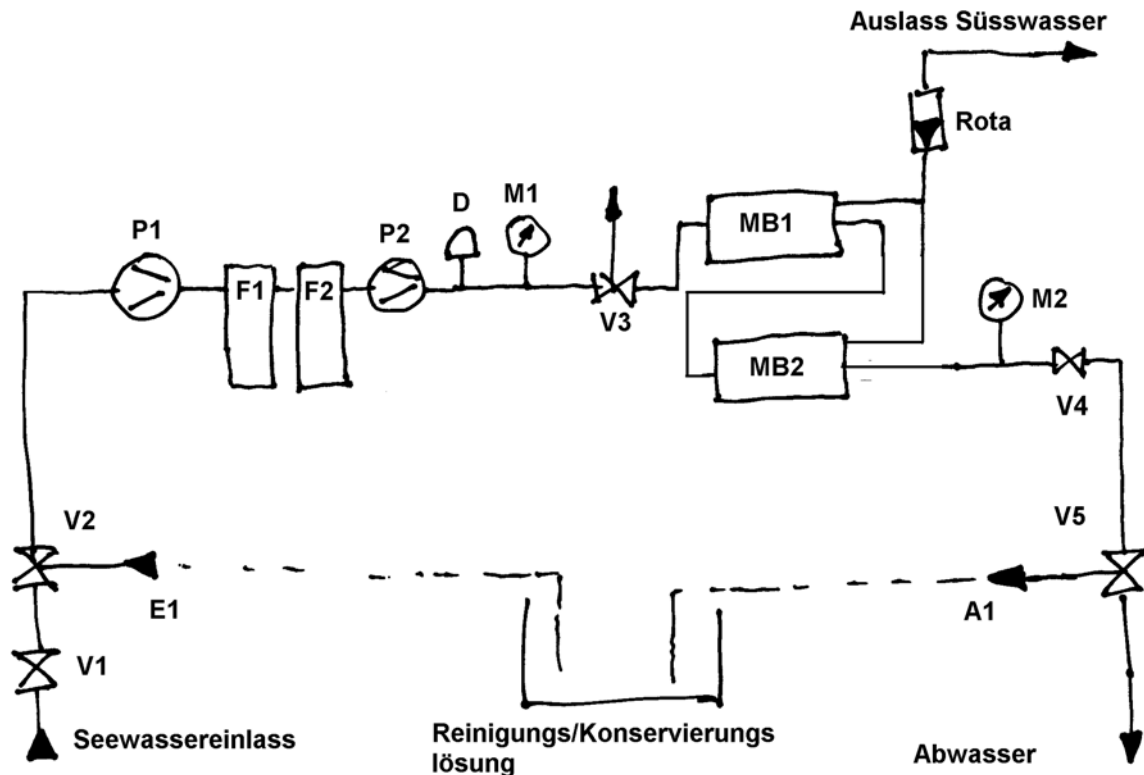 Auslass Süsswasser
Rota
D
M1
P1
P2
MB1
F1
F2
V3
M2
MB2
V4
V2
V5
E1
A1
V1
Seewassereinlass
Reinigungs/Konservierungs
lösung
Abwasser